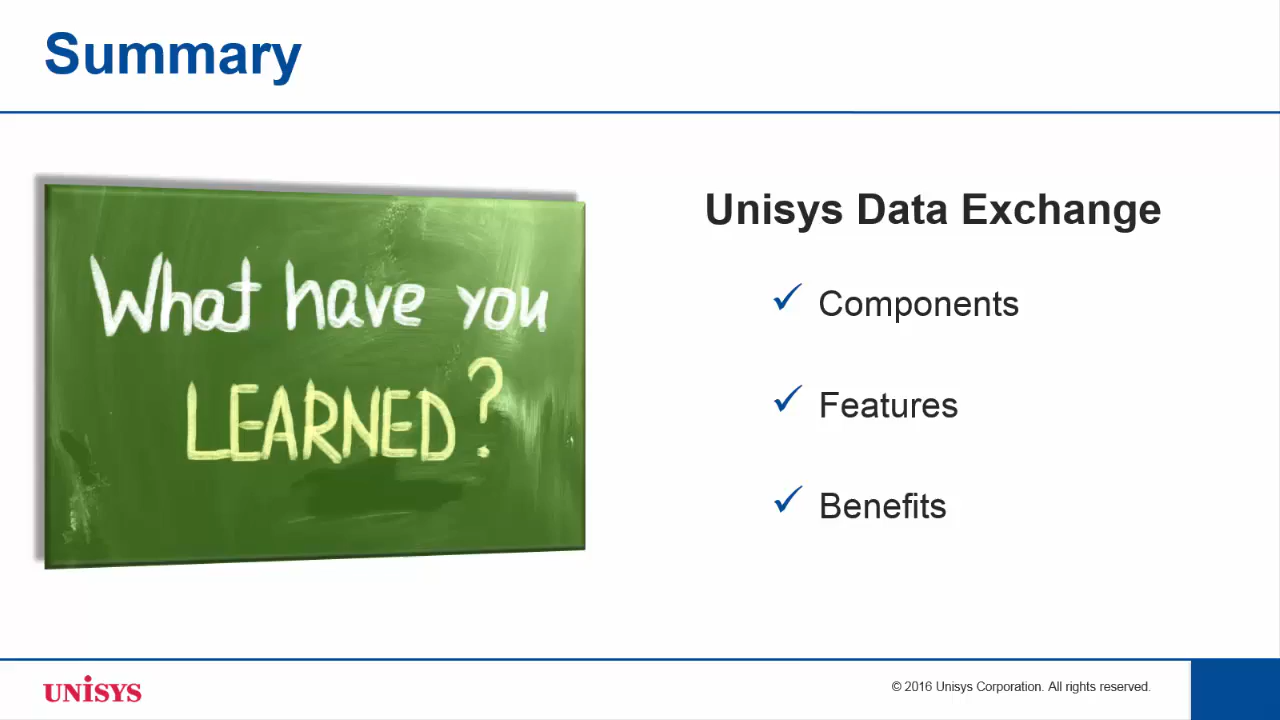 Summary
What have you
LEARNED?
Unisys Data Exchange
✓ Components
✓ Features
✓ Benefits
UNISYS
© 2016 Unisys Corporation. All rights reserved.